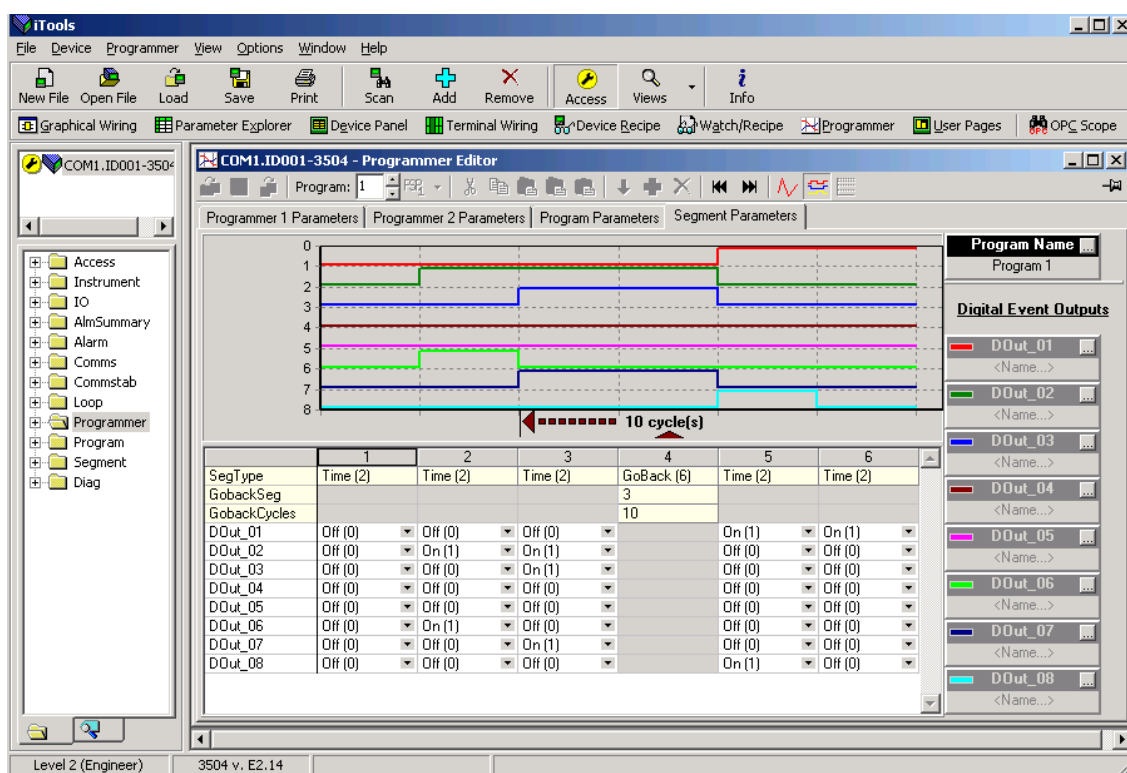 iTools
File Device Programmer View Options Window Help
New File Open File Load Save Print Scan Add Remove Access Views Info
Graphical Wiring Parameter Explorer Device Panel Terminal Wiring Device Recipe Watch/Recipe Programmer User Pages OPC Scope
COM1.ID001-3504
COM1.ID001-3504 - Programmer Editor
Program: 1
Programmer 1 Parameters Programmer 2 Parameters Program Parameters Segment Parameters
Access
Instrument
IO
AlmSummary
Alarm
Comms
Commstab
Loop
Programmer
Program
Segment
Diag
0
1
2
3
4
5
6
7
8
10 cycle(s)
Program Name ...
Program 1
Digital Event Outputs
DOut_01 ...
<Name...>
DOut_02 ...
<Name...>
DOut_03 ...
<Name...>
DOut_04 ...
<Name...>
DOut_05 ...
<Name...>
DOut_06 ...
<Name...>
DOut_07 ...
<Name...>
DOut_08 ...
<Name...>
1 2 3 4 5 6
SegType Time (2) Time (2) Time (2) GoBack (6) Time (2) Time (2)
GobackSeg 3
GobackCycles 10
DOut_01 Off (0) Off (0) Off (0) On (1) On (1)
DOut_02 Off (0) On (1) On (1) Off (0) Off (0)
DOut_03 Off (0) Off (0) On (1) Off (0) Off (0)
DOut_04 Off (0) Off (0) Off (0) Off (0) Off (0)
DOut_05 Off (0) Off (0) Off (0) Off (0) Off (0)
DOut_06 Off (0) On (1) Off (0) Off (0) Off (0)
DOut_07 Off (0) Off (0) On (1) Off (0) Off (0)
DOut_08 Off (0) Off (0) Off (0) On (1) Off (0)
Level 2 (Engineer) 3504 v. E2.14